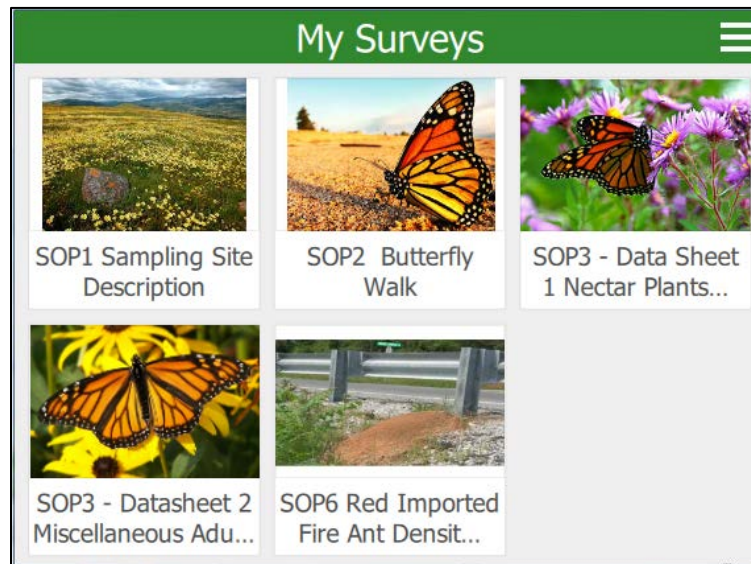 My Surveys
SOP1 Sampling Site
Description
SOP2 Butterfly
Walk
SOP3 - Data Sheet
1 Nectar Plants...
SOP3 - Datasheet 2
Miscellaneous Adu...
SOP6 Red Imported
Fire Ant Densit...